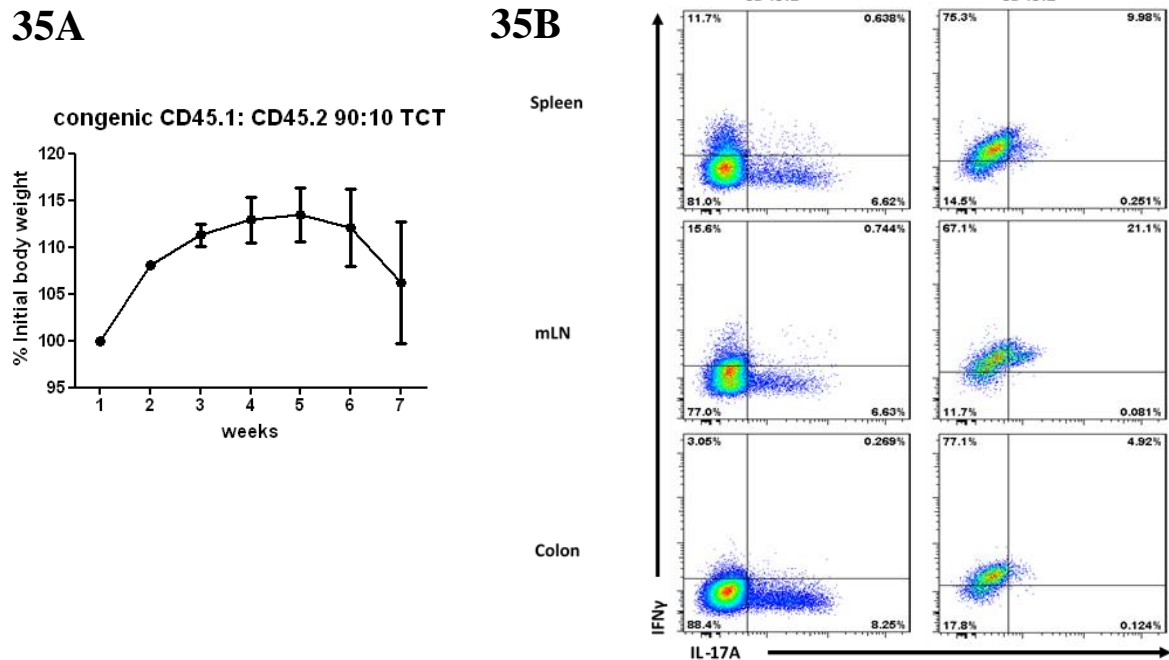 35A
35B
congenic CD45.1: CD45.2 90:10 TCT
% Initial body weight
120
115
110
105
100
95
1 2 3 4 5 6 7
weeks
Spleen
11.7% 0.638%
81.0% 6.62%
75.3% 9.98%
14.5% 0.251%
mLN
15.6% 0.744%
77.0% 6.63%
67.1% 21.1%
11.7% 0.081%
Colon
3.05% 0.269%
88.4% 8.25%
77.1% 4.92%
17.8% 0.124%
IFNγ
IL-17A